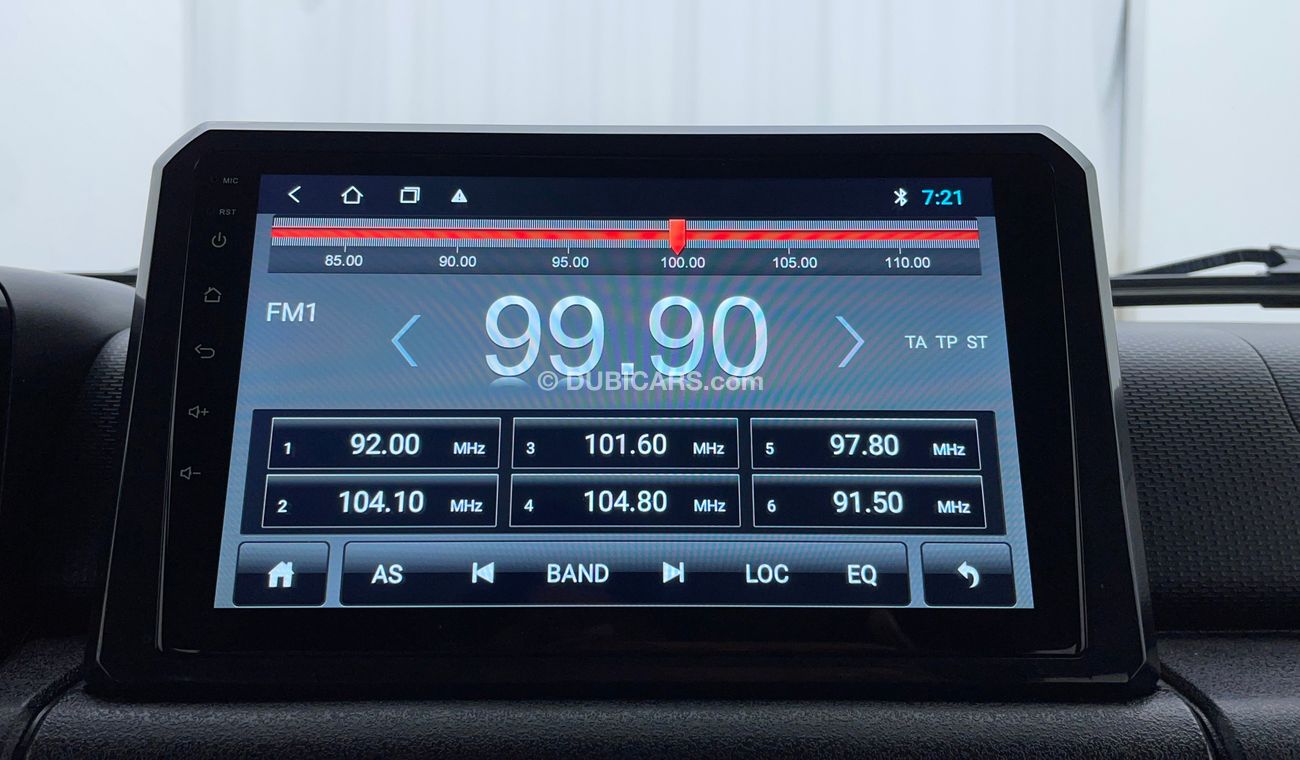 MIC
7:21
RST
85.00 90.00 95.00 100.00 105.00 110.00
FM1
99.90
TA TP ST
© DUBICARS.com
1 92.00 MHz 3 101.60 MHz 5 97.80 MHz
2 104.10 MHz 4 104.80 MHz 6 91.50 MHz
AS BAND LOC EQ